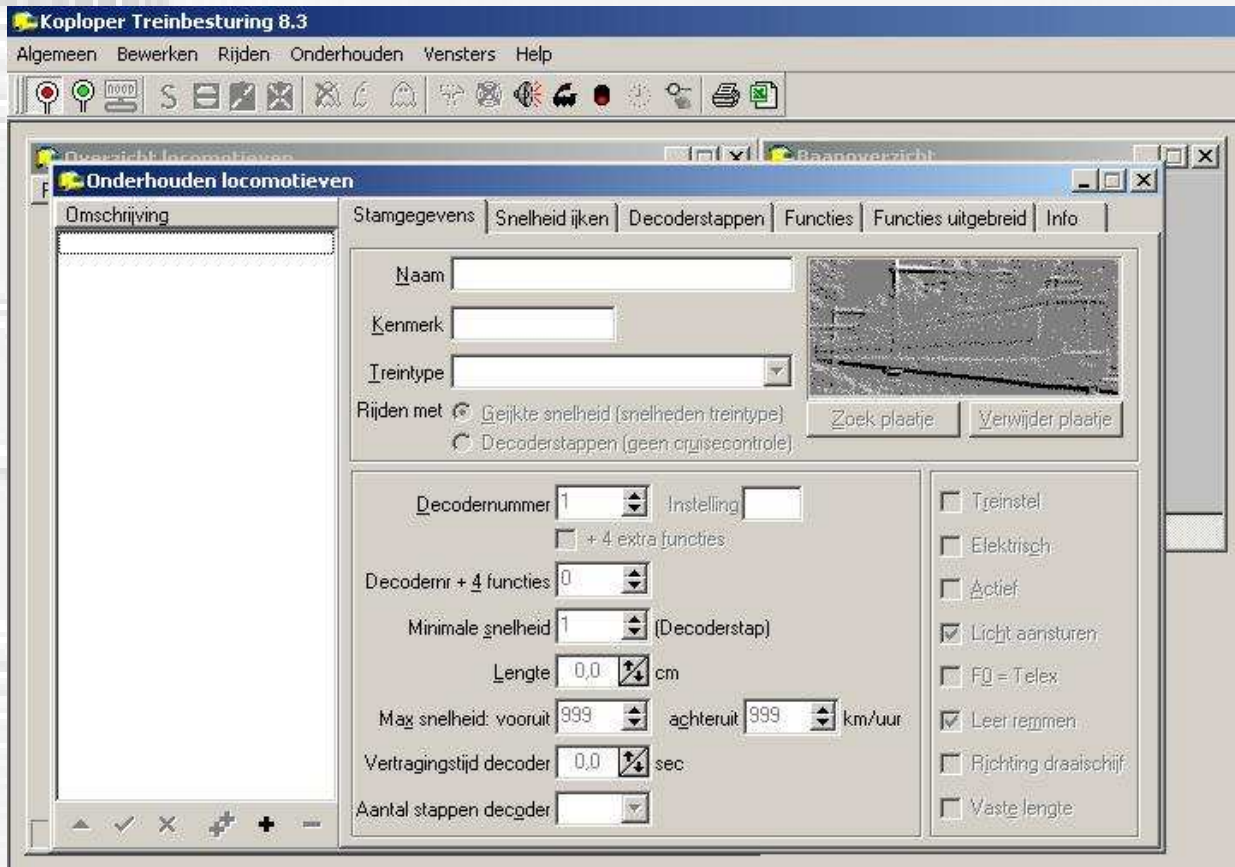 Koploper Treinbesturing 8.3
Algemeen Bewerken Rijden Onderhouden Vensters Help
Overzicht locomotieven
Baanoverzicht
Onderhouden locomotieven
Omschrijving
Stamgegevens Snelheid ijken Decoderstappen Functies Functies uitgebreid Info
Naam
Kenmerk
Treintype
Rijden met Geijkte snelheid (snelheden treintype)
Decoderstappen (geen cruisecontrole)
Zoek plaatje Verwijder plaatje
Decodernummer 1 Instelling
+ 4 extra functies
Decodernr + 4 functies 0
Minimale snelheid 1 (Decoderstap)
Lengte 0,0 cm
Max snelheid: vooruit 999 achteruit 999 km/uur
Vertragingstijd decoder 0,0 sec
Aantal stappen decoder
Treinstel
Elektrisch
Actief
Licht aansturen
F0 = Telex
Leer remmen
Richting draaischijf
Vaste lengte